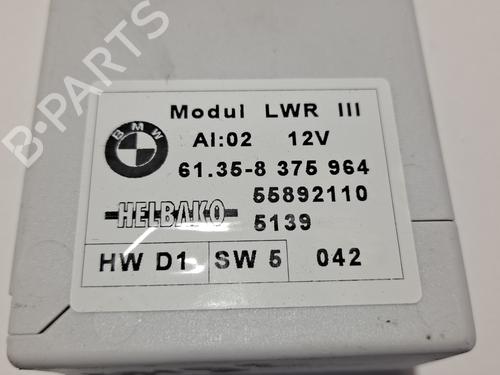 B-PARTS
BMW
Modul LWR III
AI:02 12V
61.35-8 375 964
55892110
HELBAKO 5139
HW D1 SW 5 042